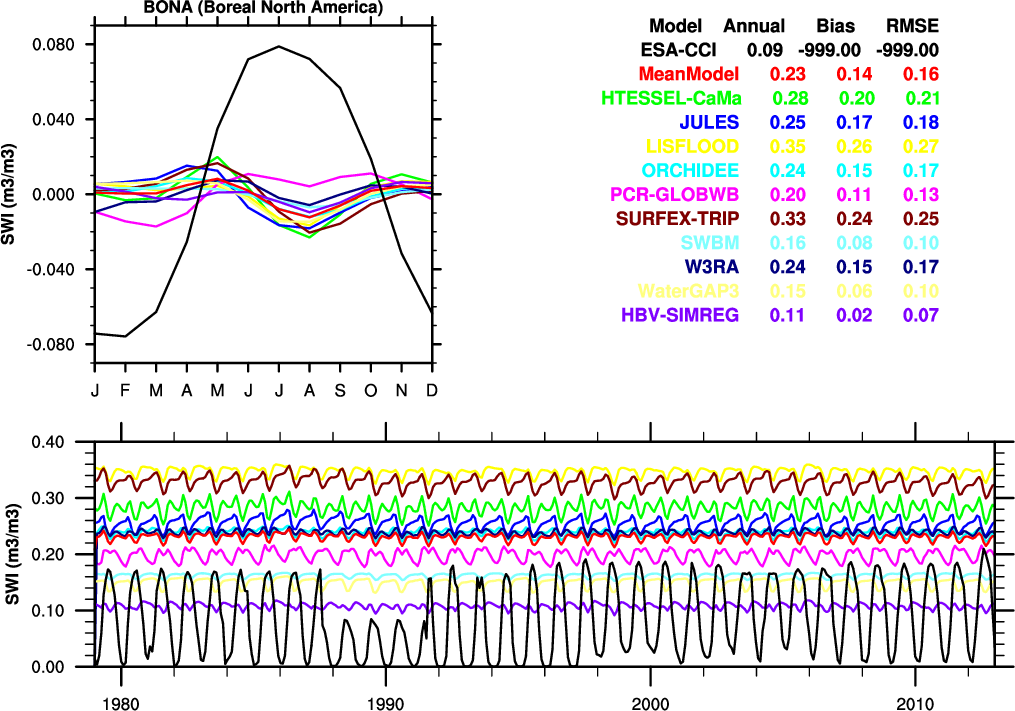 BONA (Boreal North America)
0.080
0.040
0.000
-0.040
-0.080
SWI (m3/m3)
J F M A M J J A S O N D
Model Annual Bias RMSE
ESA-CCI 0.09 -999.00 -999.00
MeanModel 0.23 0.14 0.16
HTESSEL-CaMa 0.28 0.20 0.21
JULES 0.25 0.17 0.18
LISFLOOD 0.35 0.26 0.27
ORCHIDEE 0.24 0.15 0.17
PCR-GLOBWB 0.20 0.11 0.13
SURFEX-TRIP 0.33 0.24 0.25
SWBM 0.16 0.08 0.10
W3RA 0.24 0.15 0.17
WaterGAP3 0.15 0.06 0.10
HBV-SIMREG 0.11 0.02 0.07
0.40
0.30
0.20
0.10
0.00
SWI (m3/m3)
1980 1990 2000 2010